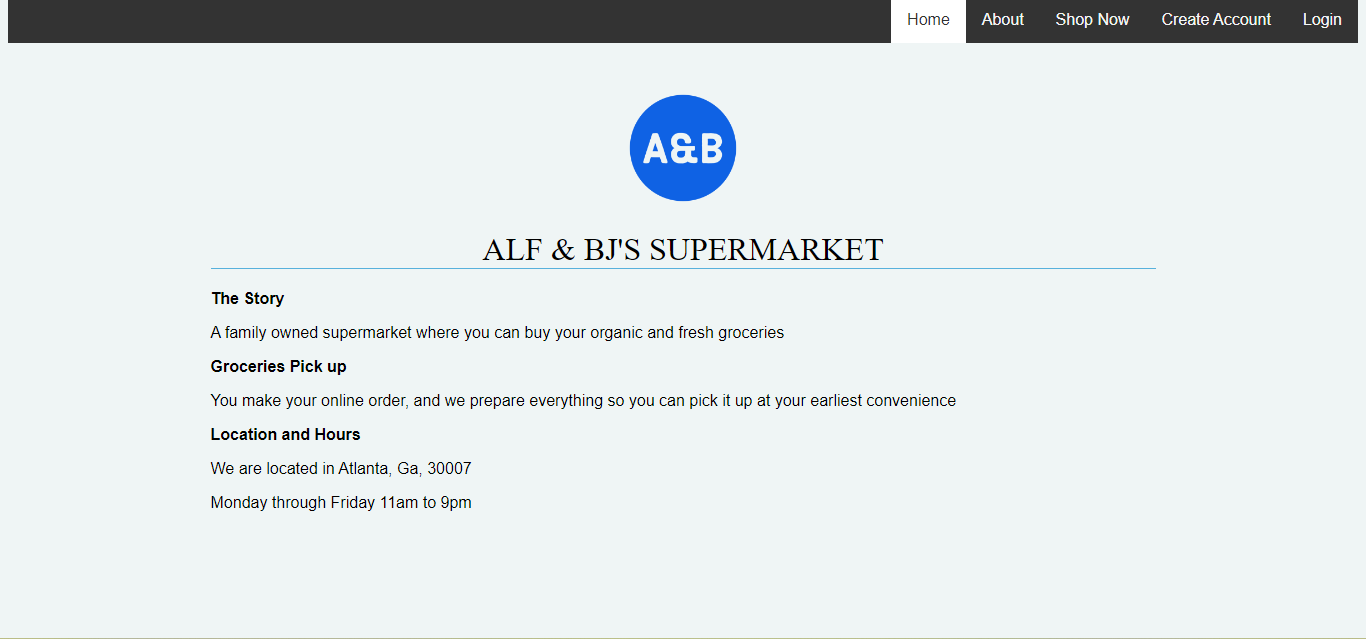 Home About Shop Now Create Account Login
A&B
ALF & BJ'S SUPERMARKET
The Story
A family owned supermarket where you can buy your organic and fresh groceries
Groceries Pick up
You make your online order, and we prepare everything so you can pick it up at your earliest convenience
Location and Hours
We are located in Atlanta, Ga, 30007
Monday through Friday 11am to 9pm